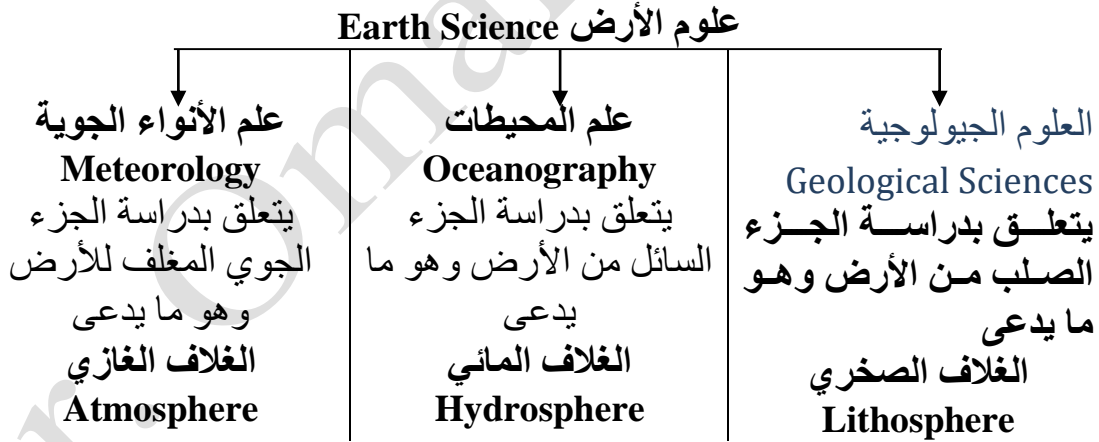 علوم الأرض Earth Science
العلوم الجيولوجية
Geological Sciences
يتعلق بدراسة الجزء
الصلب من الأرض وهو
ما يدعى
الغلاف الصخري
Lithosphere
علم المحيطات
Oceanography
يتعلق بدراسة الجزء
السائل من الأرض وهو ما
يدعى
الغلاف المائي
Hydrosphere
علم الأنواء الجوية
Meteorology
يتعلق بدراسة الجزء
الجوي المغلف للأرض
وهو ما يدعى
الغلاف الغازي
Atmosphere